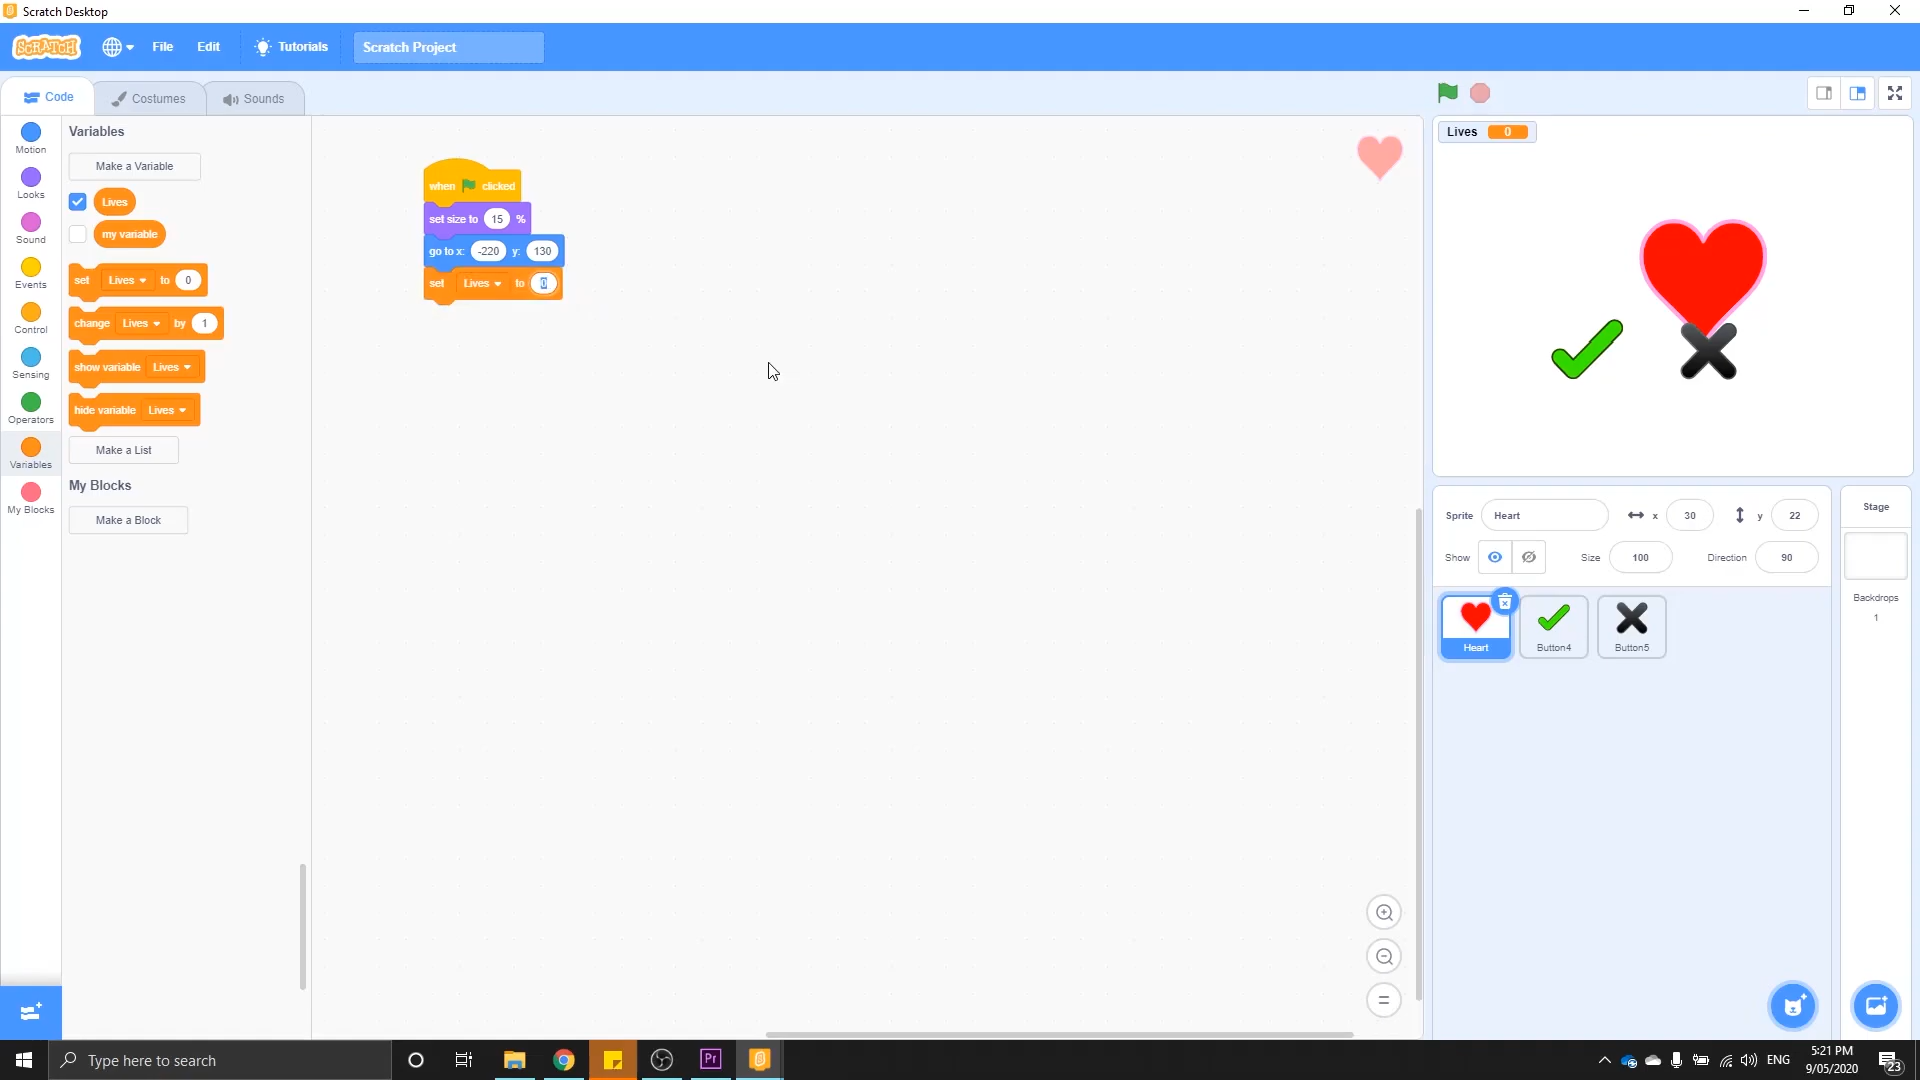 Scratch Desktop
SCRATCH File Edit Tutorials Scratch Project
Code Costumes Sounds
Motion
Looks
Sound
Events
Control
Sensing
Operators
Variables
My Blocks
Variables
Make a Variable
Lives
my variable
set Lives to 0
change Lives by 1
show variable Lives
hide variable Lives
Make a List
My Blocks
Make a Block
when clicked
set size to 15 %
go to x: -220 y: 130
set Lives to 0
Lives 0
Sprite Heart x 30 y 22
Show Size 100 Direction 90
Heart Button4 Button5
Stage
Backdrops
1
Type here to search
Pr
ENG
5:21 PM
9/05/2020
23